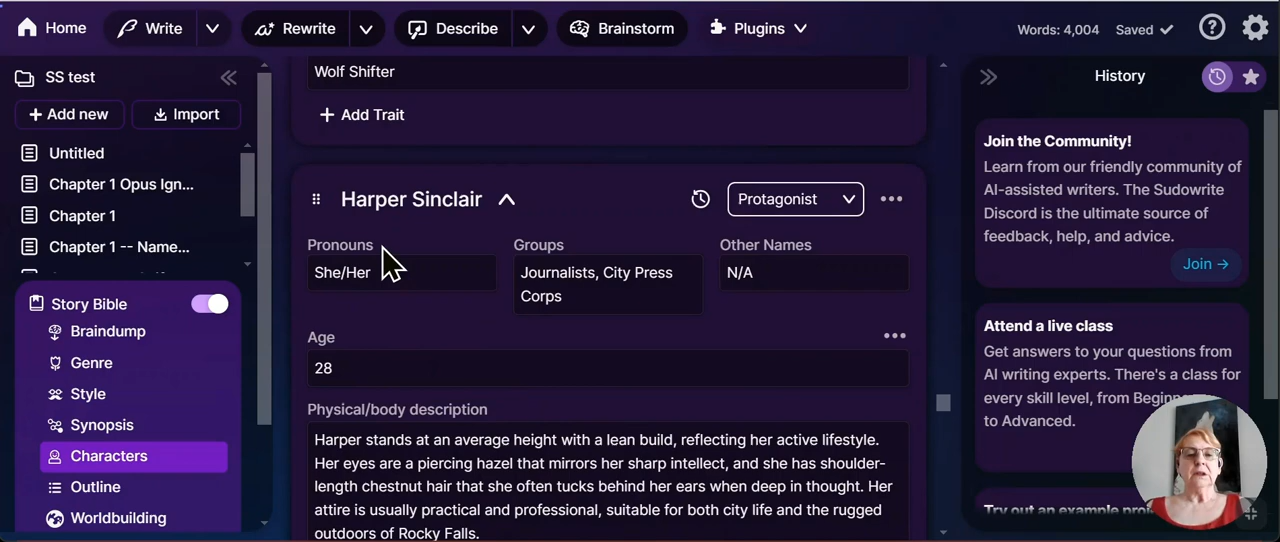 Home
Write
Rewrite
Describe
Brainstorm
Plugins
Words: 4,004
Saved
SS test
+ Add new
Import
Untitled
Chapter 1 Opus Ign...
Chapter 1
Chapter 1 -- Name...
Story Bible
Braindump
Genre
Style
Synopsis
Characters
Outline
Worldbuilding
Wolf Shifter
+ Add Trait
Harper Sinclair
Protagonist
Pronouns
Groups
Other Names
She/Her
Journalists, City Press
Corps
N/A
Age
28
Physical/body description
Harper stands at an average height with a lean build, reflecting her active lifestyle.
Her eyes are a piercing hazel that mirrors her sharp intellect, and she has shoulder-
length chestnut hair that she often tucks behind her ears when deep in thought. Her
attire is usually practical and professional, suitable for both city life and the rugged
outdoors of Rocky Falls.
History
Join the Community!
Learn from our friendly community of
AI-assisted writers. The Sudowrite
Discord is the ultimate source of
feedback, help, and advice.
Join →
Attend a live class
Get answers to your questions from
AI writing experts. There's a class for
every skill level, from
to Advanced.
Try out an example